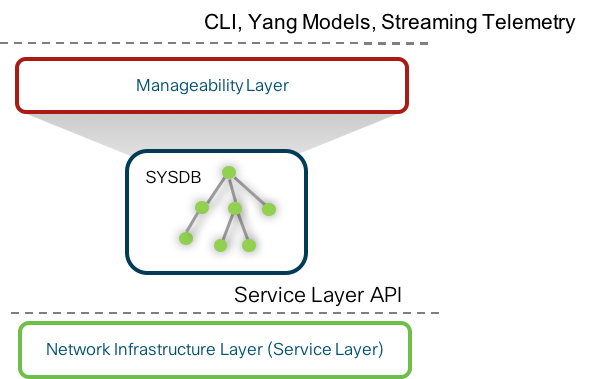 CLI, Yang Models, Streaming Telemetry
Manageability Layer
SYSDB
Service Layer API
Network Infrastructure Layer (Service Layer)